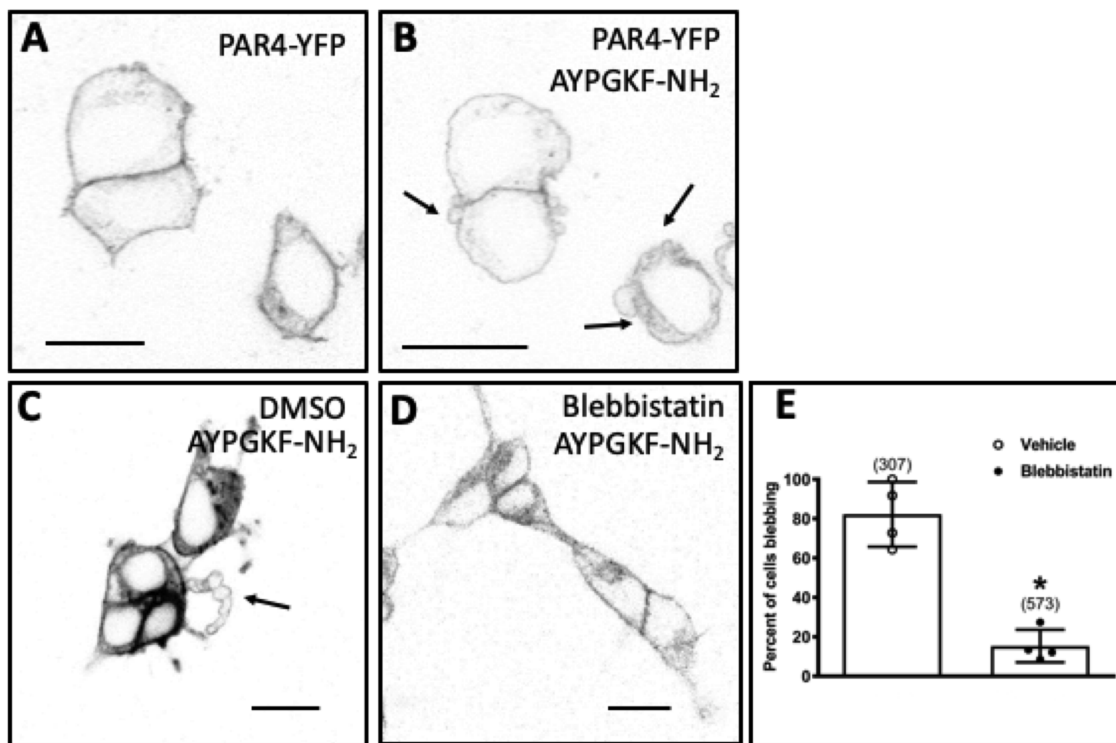 A
PAR4-YFP
B
PAR4-YFP
AYPGKF-NH₂
C
DMSO
AYPGKF-NH₂
D
Blebbistatin
AYPGKF-NH₂
E
Vehicle
Blebbistatin
Percent of cells blebbing
100
80
60
40
20
0
(307)
*
(573)